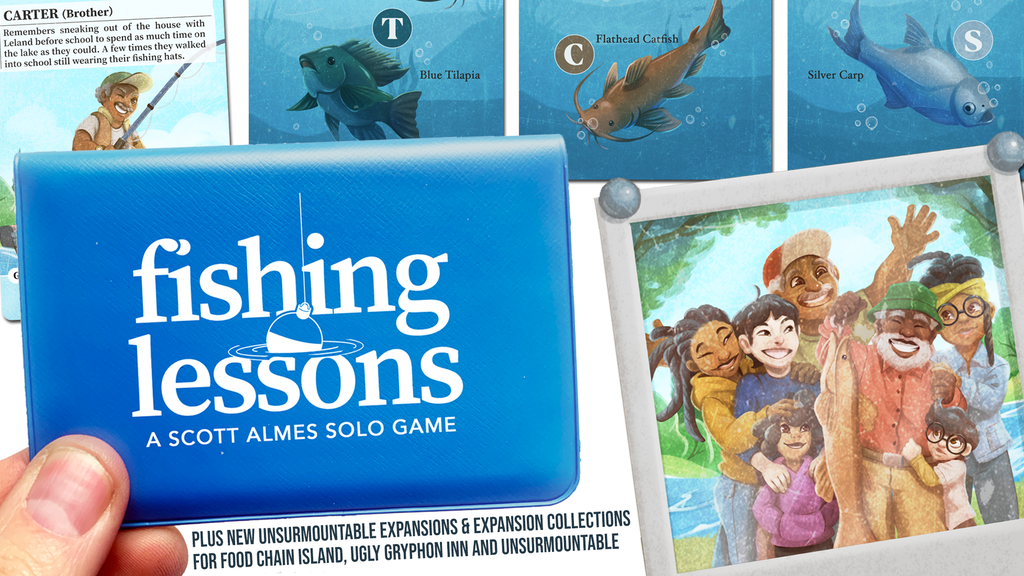 CARTER (Brother)
Remembers sneaking out of the house with
Leland before school to spend as much time on
the lake as they could. A few times they walked
into school still wearing their fishing hats.
T
Blue Tilapia
C
Flathead Catfish
Silver Carp
S
fishing
lessons
A SCOTT ALMES SOLO GAME
PLUS NEW UNSURMOUNTABLE EXPANSIONS & EXPANSION COLLECTIONS
FOR FOOD CHAIN ISLAND, UGLY GRYPHON INN AND UNSURMOUNTABLE